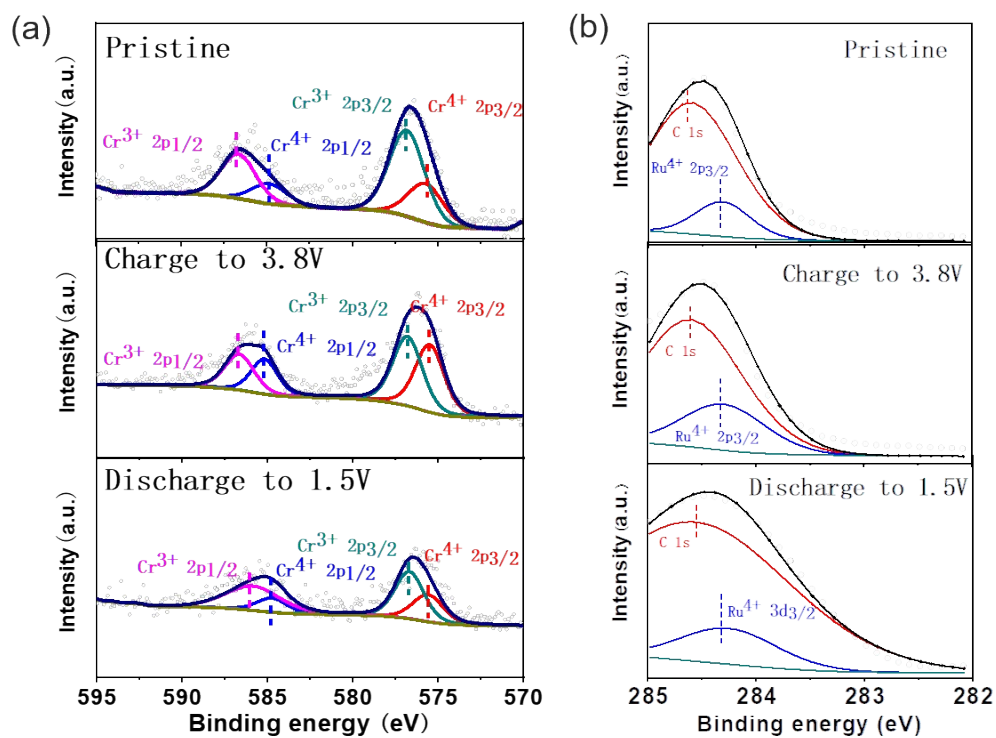 (a)
Pristine
Cr3+ 2p3/2
Cr4+ 2p3/2
Cr3+ 2p1/2
Cr4+ 2p1/2
Intensity(a.u.)
Charge to 3.8V
Cr3+ 2p3/2
Cr4+ 2p3/2
Cr3+ 2p1/2
Cr4+ 2p1/2
Intensity (a.u.)
Discharge to 1.5V
Cr3+ 2p3/2
Cr4+ 2p3/2
Cr3+ 2p1/2
Cr4+ 2p1/2
Intensity (a.u.)
595 590 585 580 575 570
Binding energy (eV)
(b)
Pristine
C 1s
Ru4+ 2p3/2
Intensity(a.u.)
Charge to 3.8V
C 1s
Ru4+ 2p3/2
Intensity(a.u.)
Discharge to 1.5V
C 1s
Ru4+ 3d3/2
Intensity(a.u.)
285 284 283 282
Binding energy (eV)